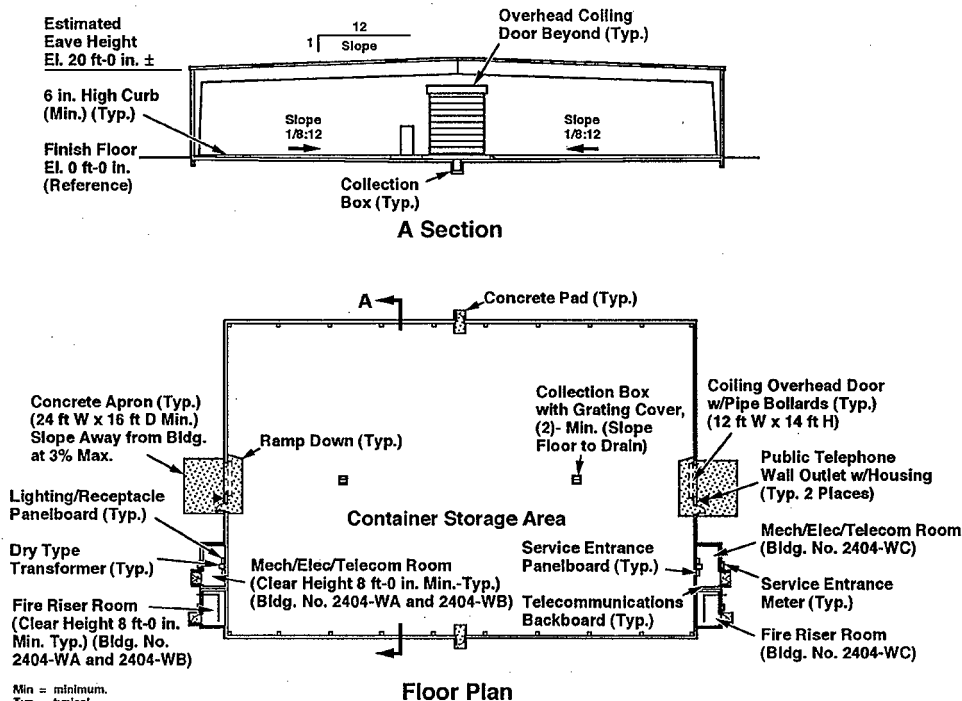 Estimated
Eave Height
El. 20 ft-0 in. ±
12
1
Slope
Overhead Coiling
Door Beyond (Typ.)
6 in. High Curb
(Min.) (Typ.)
Slope
1/8:12
Slope
1/8:12
Finish Floor
El. 0 ft-0 in.
(Reference)
Collection
Box (Typ.)
A Section
A
Concrete Pad (Typ.)
Concrete Apron (Typ.)
(24 ft W x 16 ft D Min.)
Slope Away from Bldg.
at 3% Max.
Ramp Down (Typ.)
Collection Box
with Grating Cover,
(2)- Min. (Slope
Floor to Drain)
Coiling Overhead Door
w/Pipe Bollards (Typ.)
(12 ft W x 14 ft H)
Public Telephone
Wall Outlet w/Housing
(Typ. 2 Places)
Lighting/Receptacle
Panelboard (Typ.)
Container Storage Area
Dry Type
Transformer (Typ.)
Mech/Elec/Telecom Room
(Clear Height 8 ft-0 in. Min.-Typ.)
(Bldg. No. 2404-WA and 2404-WB)
Service Entrance
Panelboard (Typ.)
Mech/Elec/Telecom Room
(Bldg. No. 2404-WC)
Service Entrance
Meter (Typ.)
Fire Riser Room
(Clear Height 8 ft-0 in.
Min. Typ.) (Bldg. No.
2404-WA and 2404-WB)
Telecommunications
Backboard (Typ.)
Fire Riser Room
(Bldg. No. 2404-WC)
Floor Plan
Min = minimum.